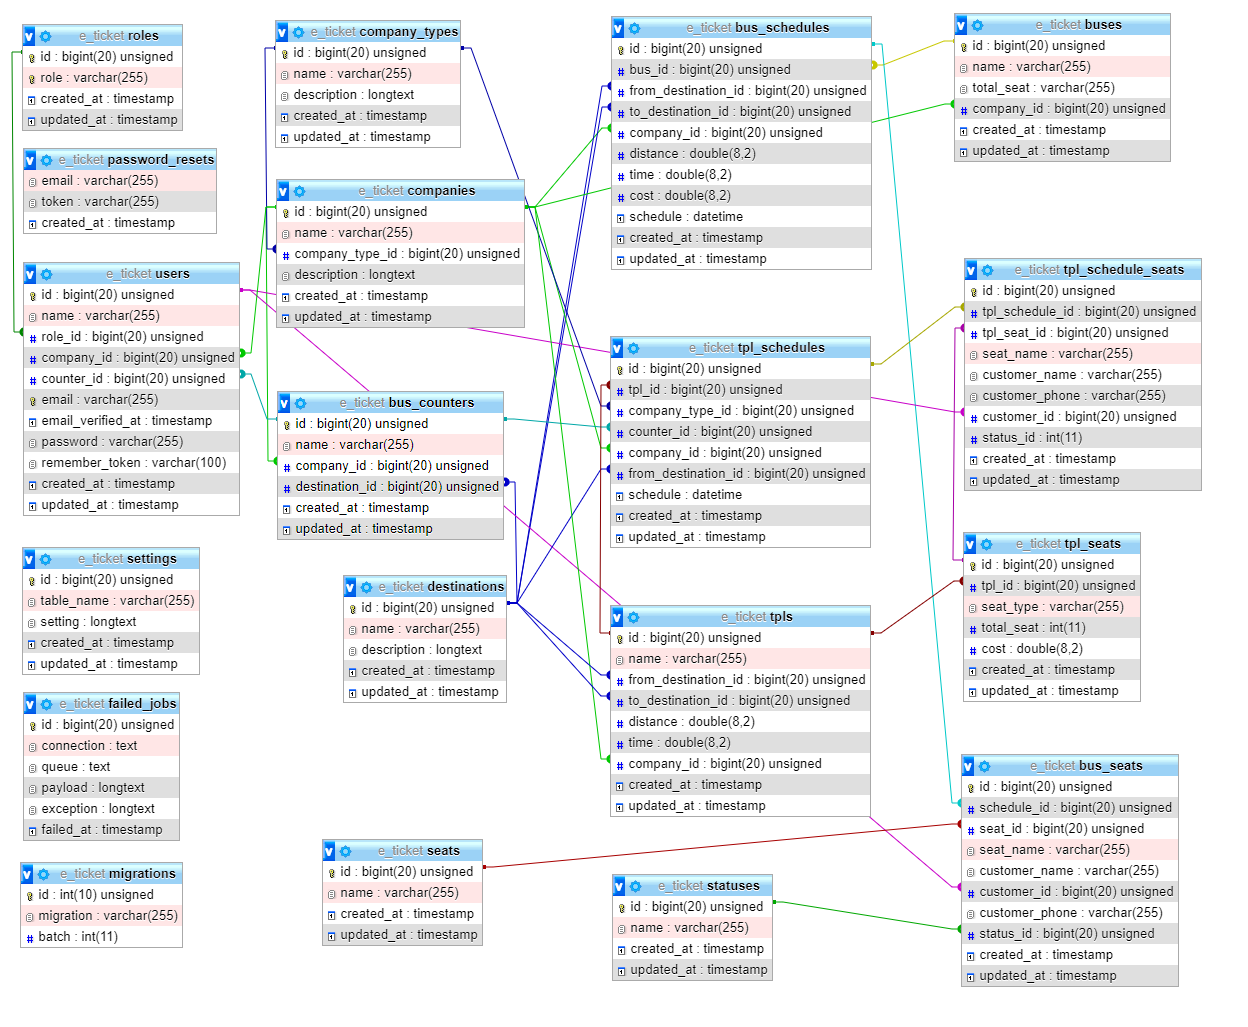 e_ticket roles
id : bigint(20) unsigned
role : varchar(255)
created_at : timestamp
updated_at : timestamp
e_ticket password_resets
email : varchar(255)
token : varchar(255)
created_at : timestamp
e_ticket users
id : bigint(20) unsigned
name : varchar(255)
role_id : bigint(20) unsigned
company_id : bigint(20) unsigned
counter_id : bigint(20) unsigned
email : varchar(255)
email_verified_at : timestamp
password : varchar(255)
remember_token : varchar(100)
created_at : timestamp
updated_at : timestamp
e_ticket settings
id : bigint(20) unsigned
table_name : varchar(255)
setting : longtext
created_at : timestamp
updated_at : timestamp
e_ticket failed_jobs
id : bigint(20) unsigned
connection : text
queue : text
payload : longtext
exception : longtext
failed_at : timestamp
e_ticket migrations
id : int(10) unsigned
migration : varchar(255)
batch : int(11)
e_ticket company_types
id : bigint(20) unsigned
name : varchar(255)
description : longtext
created_at : timestamp
updated_at : timestamp
e_ticket companies
id : bigint(20) unsigned
name : varchar(255)
company_type_id : bigint(20) unsigned
description : longtext
created_at : timestamp
updated_at : timestamp
e_ticket bus_counters
id : bigint(20) unsigned
name : varchar(255)
company_id : bigint(20) unsigned
destination_id : bigint(20) unsigned
created_at : timestamp
updated_at : timestamp
e_ticket destinations
id : bigint(20) unsigned
name : varchar(255)
description : longtext
created_at : timestamp
updated_at : timestamp
e_ticket seats
id : bigint(20) unsigned
name : varchar(255)
created_at : timestamp
updated_at : timestamp
e_ticket bus_schedules
id : bigint(20) unsigned
bus_id : bigint(20) unsigned
from_destination_id : bigint(20) unsigned
to_destination_id : bigint(20) unsigned
company_id : bigint(20) unsigned
distance : double(8,2)
time : double(8,2)
cost : double(8,2)
schedule : datetime
created_at : timestamp
updated_at : timestamp
e_ticket tpl_schedules
id : bigint(20) unsigned
tpl_id : bigint(20) unsigned
company_type_id : bigint(20) unsigned
counter_id : bigint(20) unsigned
company_id : bigint(20) unsigned
from_destination_id : bigint(20) unsigned
schedule : datetime
created_at : timestamp
updated_at : timestamp
e_ticket tpls
id : bigint(20) unsigned
name : varchar(255)
from_destination_id : bigint(20) unsigned
to_destination_id : bigint(20) unsigned
distance : double(8,2)
time : double(8,2)
company_id : bigint(20) unsigned
created_at : timestamp
updated_at : timestamp
e_ticket statuses
id : bigint(20) unsigned
name : varchar(255)
created_at : timestamp
updated_at : timestamp
e_ticket buses
id : bigint(20) unsigned
name : varchar(255)
total_seat : varchar(255)
company_id : bigint(20) unsigned
created_at : timestamp
updated_at : timestamp
e_ticket tpl_schedule_seats
id : bigint(20) unsigned
tpl_schedule_id : bigint(20) unsigned
tpl_seat_id : bigint(20) unsigned
seat_name : varchar(255)
customer_name : varchar(255)
customer_phone : varchar(255)
customer_id : bigint(20) unsigned
status_id : int(11)
created_at : timestamp
updated_at : timestamp
e_ticket tpl_seats
id : bigint(20) unsigned
tpl_id : bigint(20) unsigned
seat_type : varchar(255)
total_seat : int(11)
cost : double(8,2)
created_at : timestamp
updated_at : timestamp
e_ticket bus_seats
id : bigint(20) unsigned
schedule_id : bigint(20) unsigned
seat_id : bigint(20) unsigned
seat_name : varchar(255)
customer_name : varchar(255)
customer_id : bigint(20) unsigned
customer_phone : varchar(255)
status_id : bigint(20) unsigned
created_at : timestamp
updated_at : timestamp